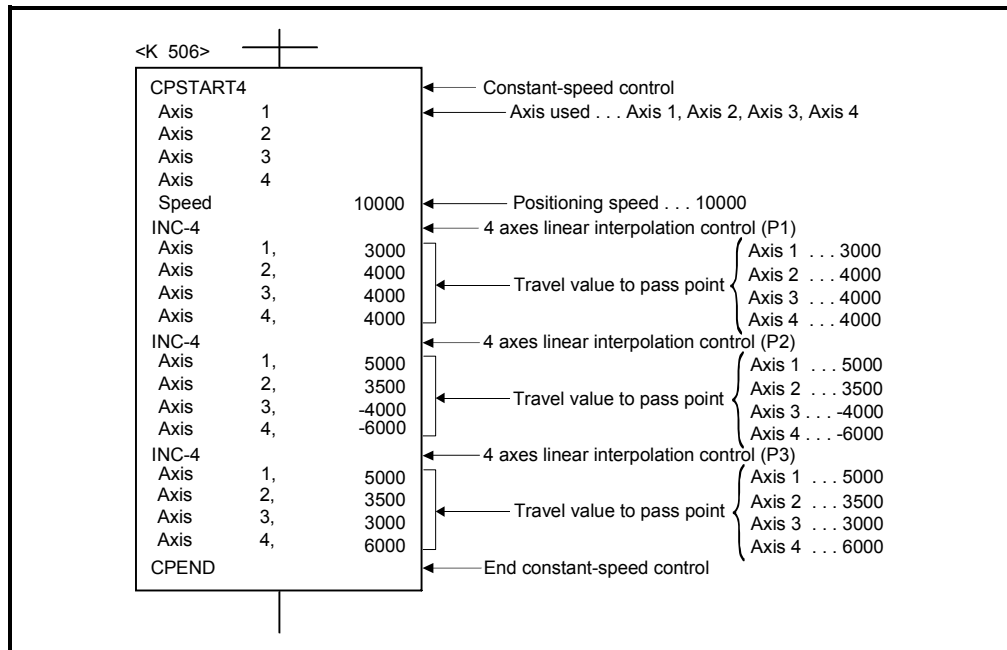 <K 506>
CPSTART4 Constant-speed control
Axis 1 Axis used . . . Axis 1, Axis 2, Axis 3, Axis 4
Axis 2
Axis 3
Axis 4
Speed 10000 Positioning speed . . . 10000
INC-4 4 axes linear interpolation control (P1)
Axis 1, 3000 Axis 1 . . . 3000
Axis 2, 4000 Axis 2 . . . 4000
Travel value to pass point
Axis 3, 4000 Axis 3 . . . 4000
Axis 4, 4000 Axis 4 . . . 4000
INC-4 4 axes linear interpolation control (P2)
Axis 1, 5000 Axis 1 . . . 5000
Axis 2, 3500 Axis 2 . . . 3500
Travel value to pass point
Axis 3, -4000 Axis 3 . . . -4000
Axis 4, -6000 Axis 4 . . . -6000
INC-4 4 axes linear interpolation control (P3)
Axis 1, 5000 Axis 1 . . . 5000
Axis 2, 3500 Axis 2 . . . 3500
Travel value to pass point
Axis 3, 3000 Axis 3 . . . 3000
Axis 4, 6000 Axis 4 . . . 6000
CPEND End constant-speed control